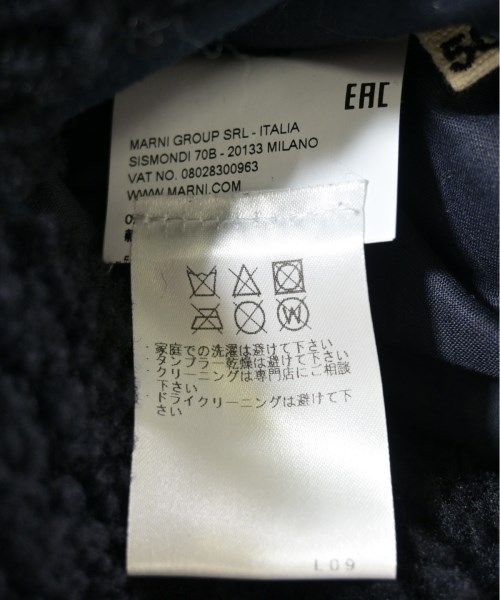 EAC
MARNI GROUP SRL - ITALIA
SISMONDI 70B - 20133 MILANO
VAT NO. 08028300963
WWW.MARNI.COM
W
家庭での洗濯は避けて下さい
タンブラー乾燥は避けて下さい
クリーニングは専門店にご相談
下さい
ドライクリーニングは避けて下
さい
L09